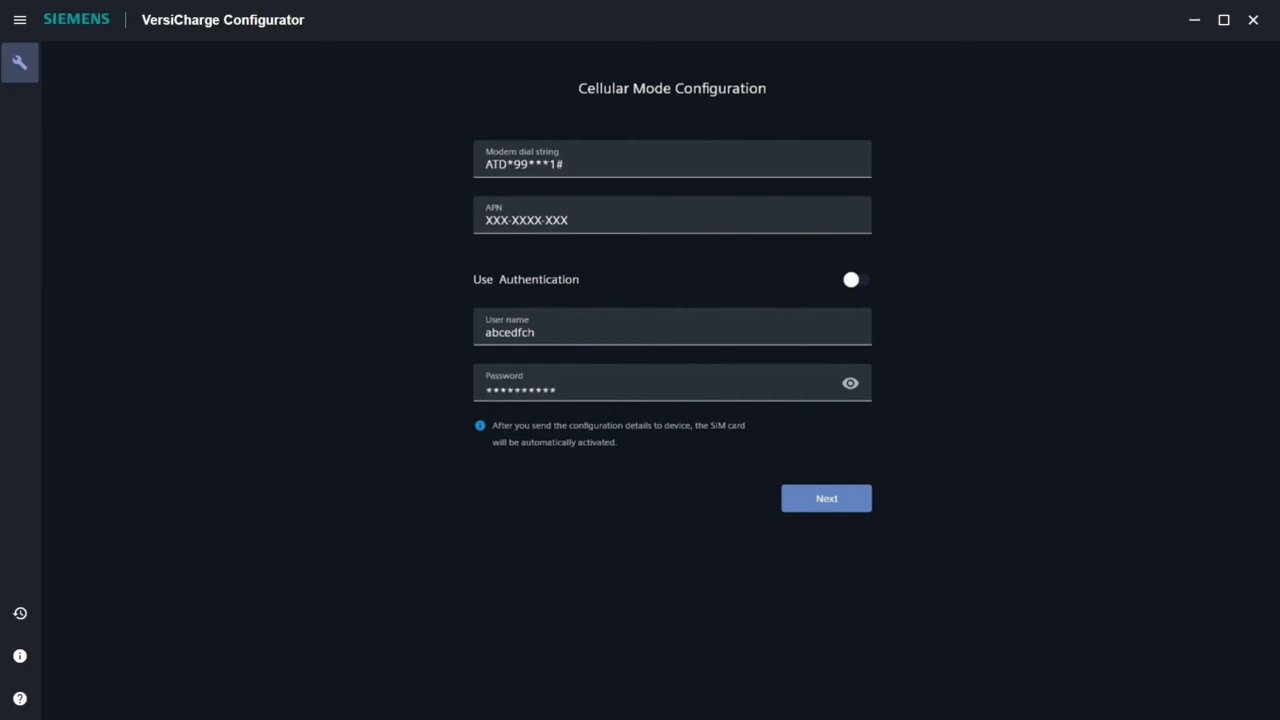 SIEMENS
VersiCharge Configurator
Cellular Mode Configuration
Modem dial string
ATD*99***1#
APN
XXX-XXXX-XXX
Use Authentication
User name
abcedfch
Password
**********
After you send the configuration details to device, the SIM card
will be automatically activated.
Next